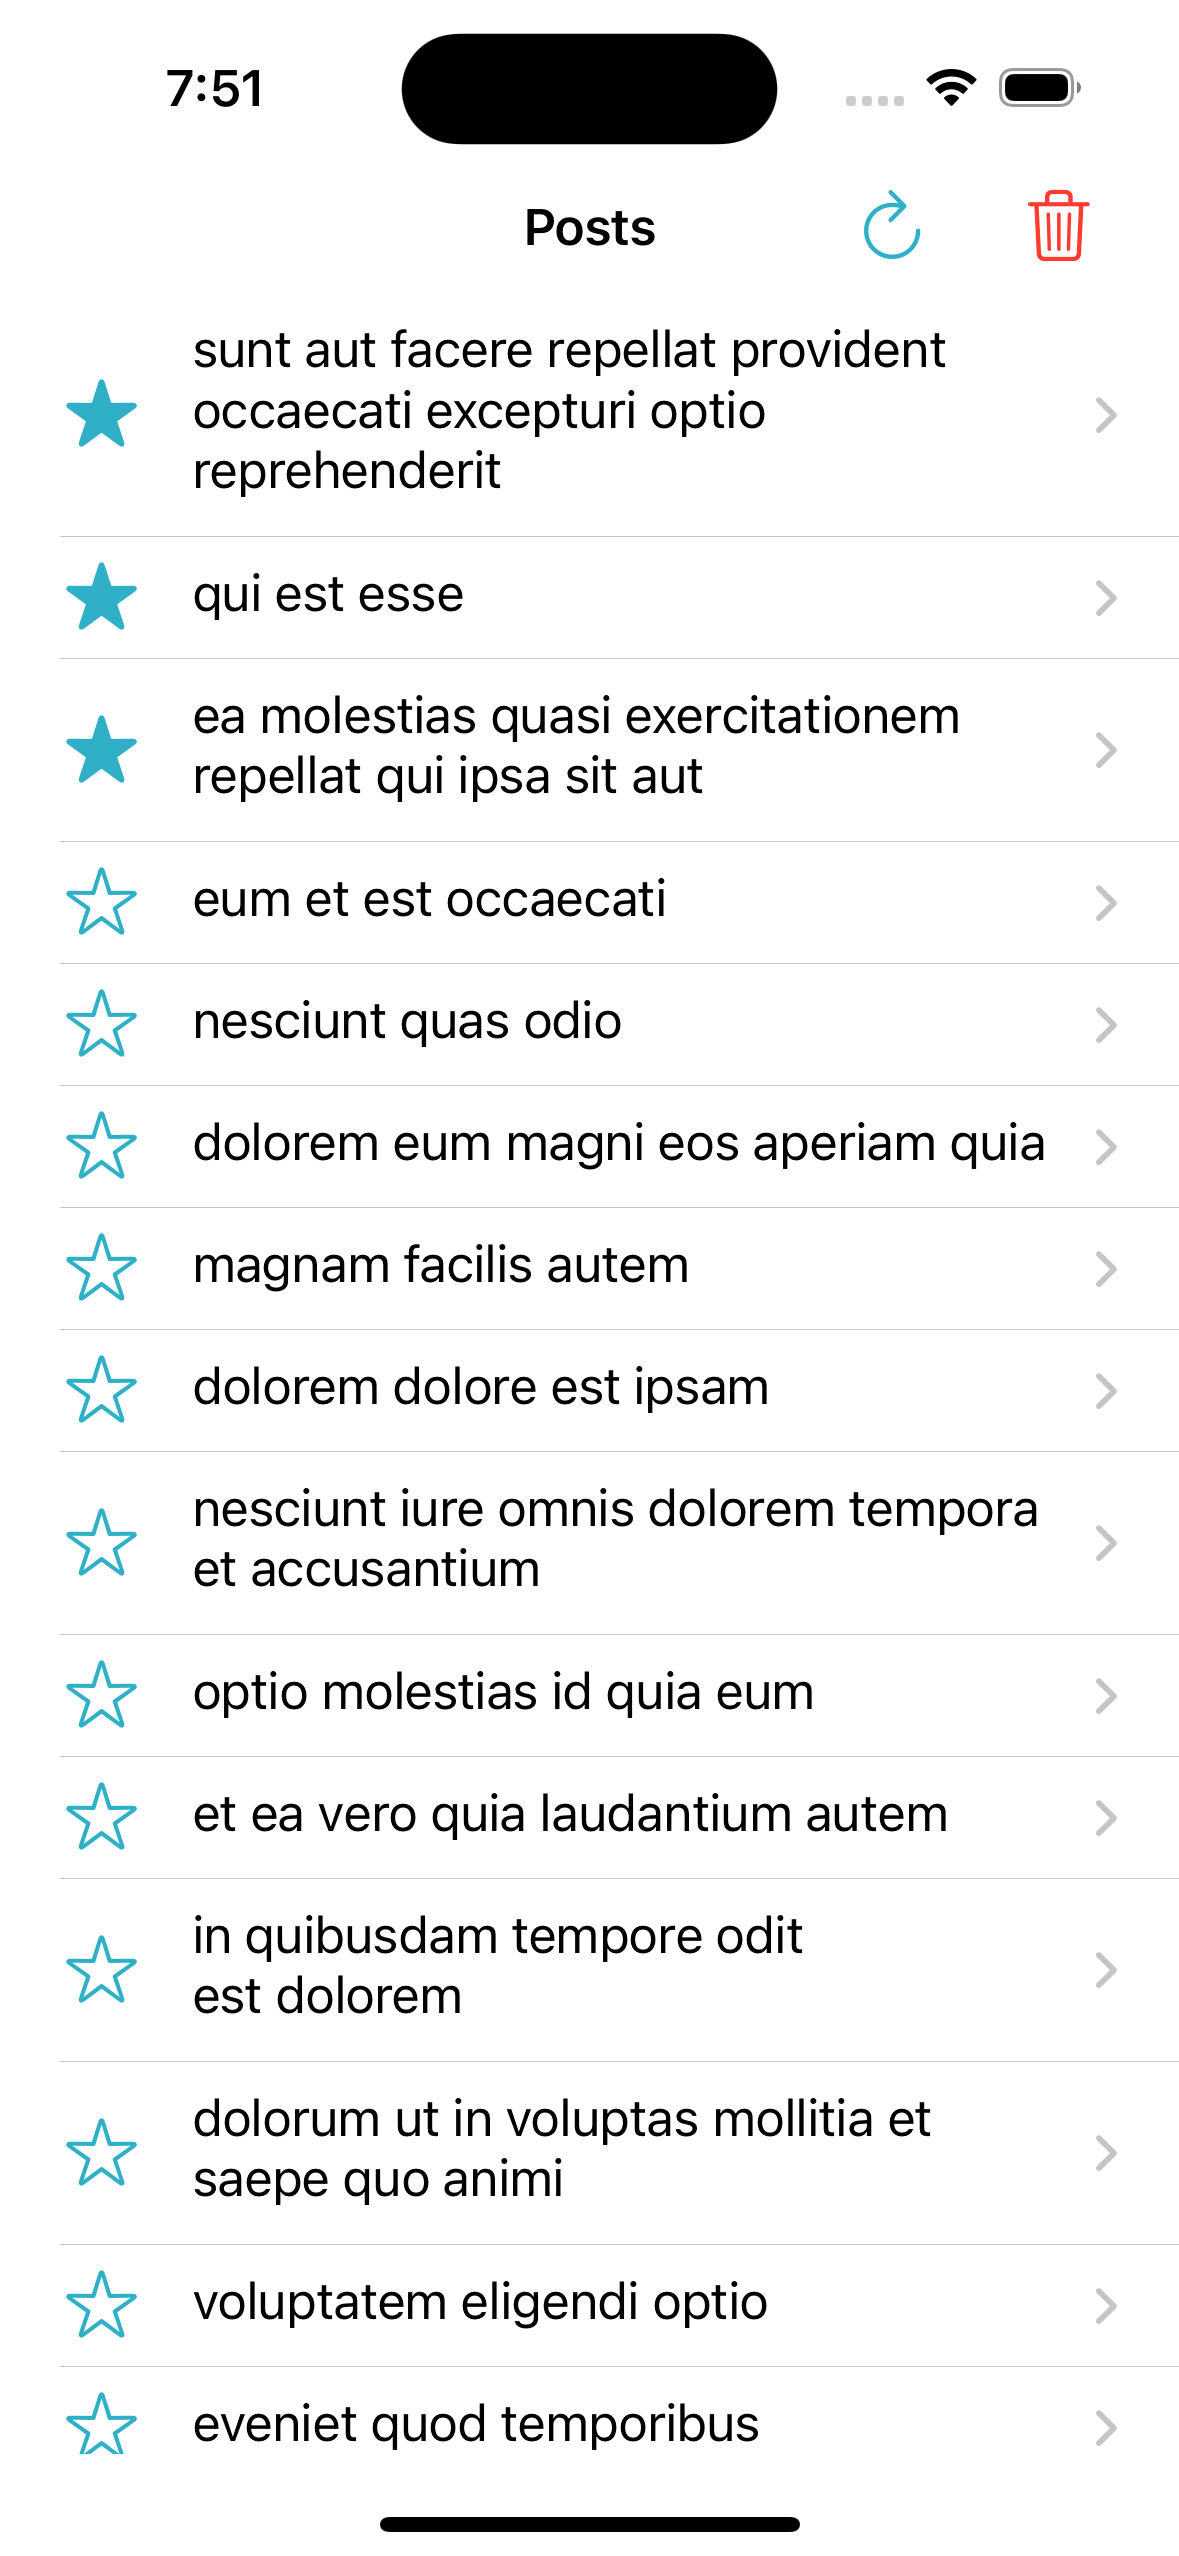 7:51
Posts
sunt aut facere repellat provident
occaecati excepturi optio
reprehenderit
qui est esse
ea molestias quasi exercitationem
repellat qui ipsa sit aut
eum et est occaecati
nesciunt quas odio
dolorem eum magni eos aperiam quia
magnam facilis autem
dolorem dolore est ipsam
nesciunt iure omnis dolorem tempora
et accusantium
optio molestias id quia eum
et ea vero quia laudantium autem
in quibusdam tempore odit
est dolorem
dolorum ut in voluptas mollitia et
saepe quo animi
voluptatem eligendi optio
eveniet quod temporibus